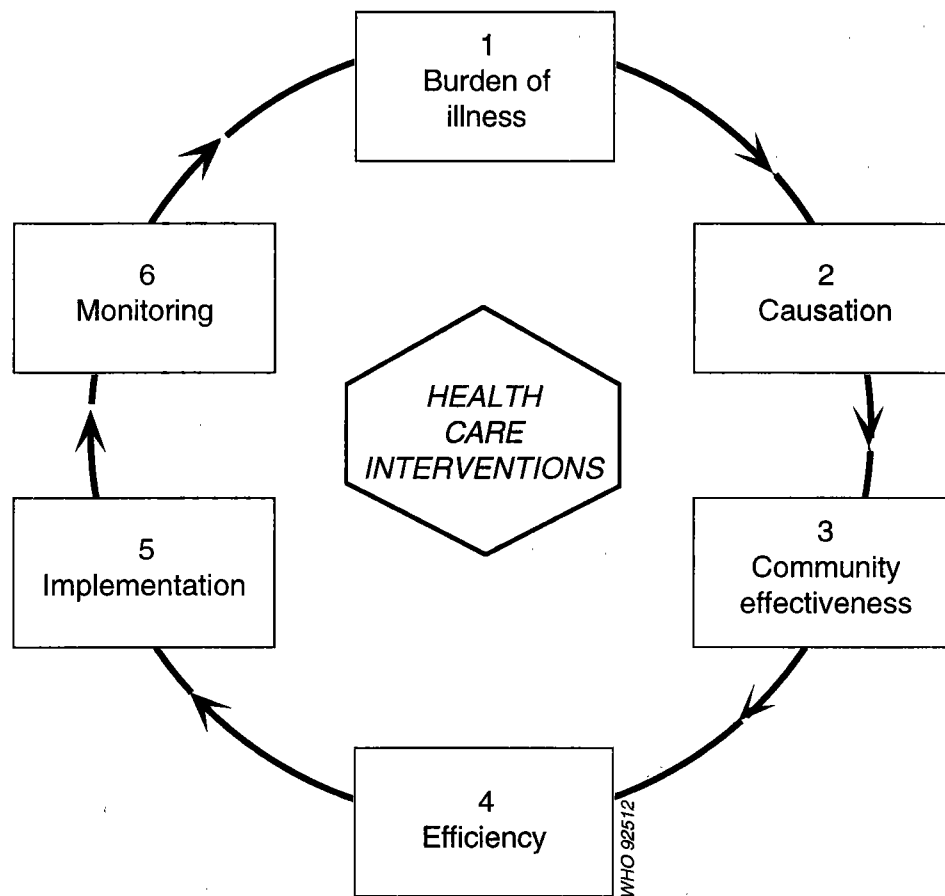 1
Burden of
illness
2
Causation
3
Community
effectiveness
4
Efficiency
5
Implementation
6
Monitoring
HEALTH
CARE
INTERVENTIONS
WHO 92512